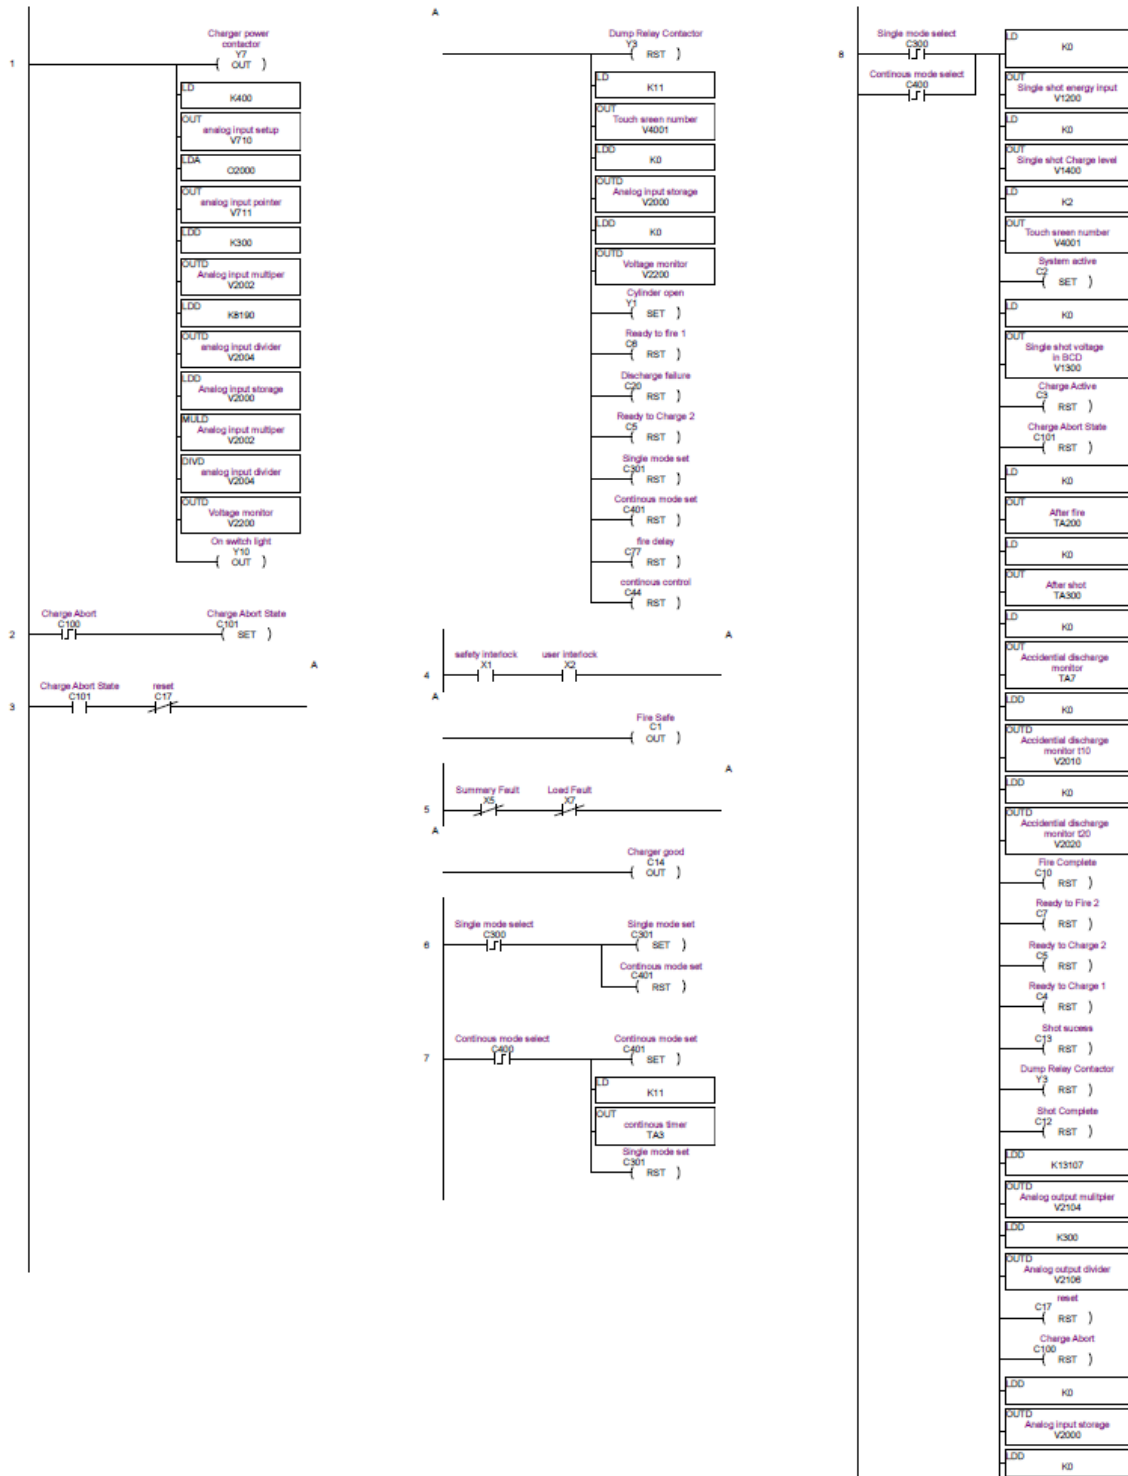 1
Charger power
contactor
Y7
OUT
LD
K400
OUT
analog input setup
V710
LDA
O2000
OUT
analog input pointer
V711
LDD
K300
OUTD
Analog input multiper
V2002
LDD
K8190
OUTD
analog input divider
V2004
LDD
Analog input storage
V2000
MULD
Analog input multiper
V2002
DIVD
analog input divider
V2004
OUTD
Voltage monitor
V2200
On switch light
Y10
OUT
2
Charge Abort
C100
Charge Abort State
C101
SET
A
3
Charge Abort State
C101
reset
C17
A
Dump Relay Contactor
Y3
RST
LD
K11
OUT
Touch sreen number
V4001
LDD
K0
OUTD
Analog input storage
V2000
LDD
K0
OUTD
Voltage monitor
V2200
Cylinder open
Y1
SET
Ready to fire 1
C6
RST
Discharge failure
C20
RST
Ready to Charge 2
C5
RST
Single mode set
C301
RST
Continous mode set
C401
RST
fire delay
C77
RST
continous control
C44
RST
A
4
safety interlock
X1
user interlock
X2
A
Fire Safe
C1
OUT
A
5
Summary Fault
X5
Load Fault
X7
A
Charger good
C14
OUT
6
Single mode select
C300
Single mode set
C301
SET
Continous mode set
C401
RST
7
Continous mode select
C400
Continous mode set
C401
SET
LD
K11
OUT
continous timer
TA3
Single mode set
C301
RST
8
Single mode select
C300
Continous mode select
C400
LD
K0
OUT
Single shot energy input
V1200
LD
K0
OUT
Single shot Charge level
V1400
LD
K2
OUT
Touch sreen number
V4001
System active
C2
SET
LD
K0
OUT
Single shot voltage
in BCD
V1300
Charge Active
C3
RST
Charge Abort State
C101
RST
LD
K0
OUT
After fire
TA200
LD
K0
OUT
After shot
TA300
LD
K0
OUT
Accidential discharge
monitor
TA7
LDD
K0
OUTD
Accidential discharge
monitor t10
V2010
LDD
K0
OUTD
Accidential discharge
monitor t20
V2020
Fire Complete
C10
RST
Ready to Fire 2
C7
RST
Ready to Charge 2
C5
RST
Ready to Charge 1
C4
RST
Shot sucess
C13
RST
Dump Relay Contactor
Y3
RST
Shot Complete
C12
RST
LDD
K13107
OUTD
Analog output mulitpier
V2104
LDD
K300
OUTD
Analog output divider
V2106
reset
C17
RST
Charge Abort
C100
RST
LDD
K0
OUTD
Analog input storage
V2000
LDD
K0